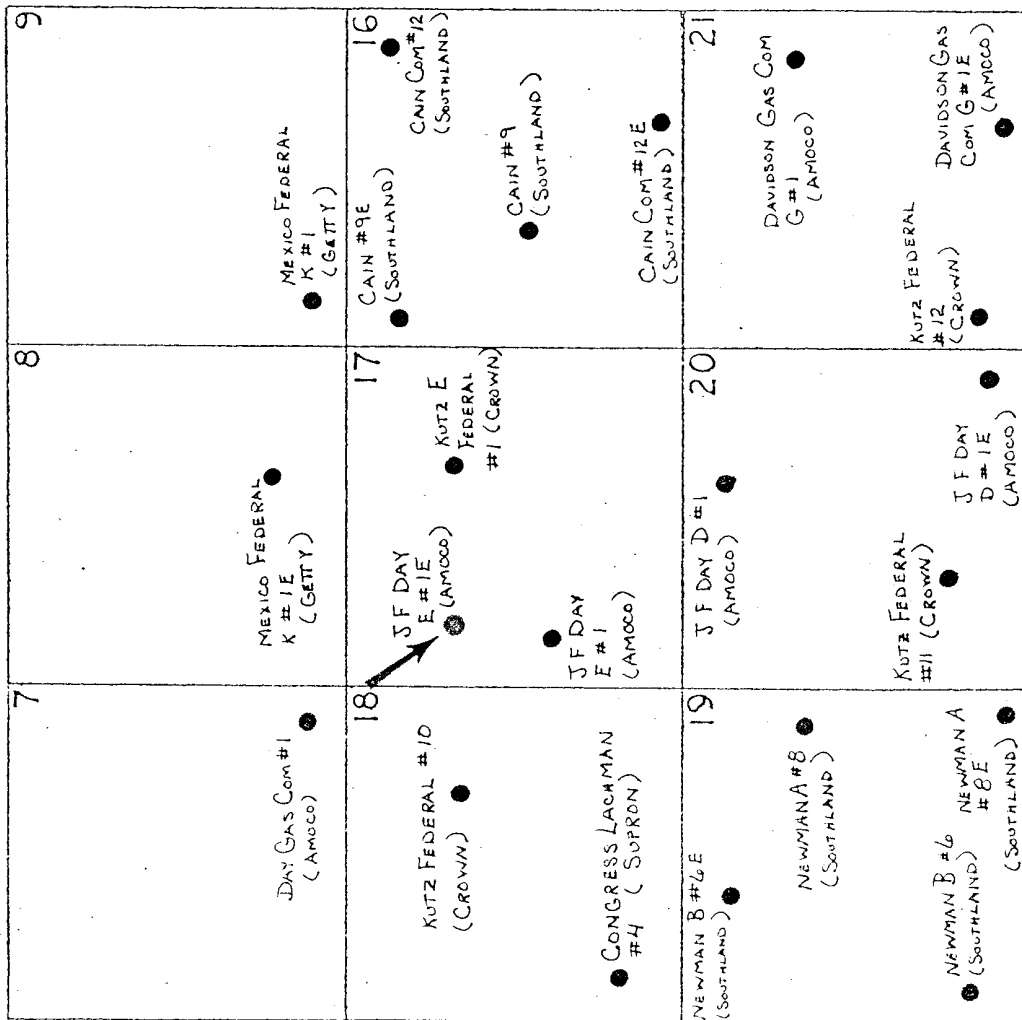 7
DAY GAS COM #1
(AMOCO)
8
MEXICO FEDERAL
K #1E
(GETTY)
9
MEXICO FEDERAL
K #1
(GETTY)
18
KUTZ FEDERAL #10
(CROWN)
CONGRESS LACHMAN
#4 (SUPRON)
17
J F DAY
E #1E
(AMOCO)
KUTZ E
FEDERAL
#1 (CROWN)
J F DAY
E #1
(AMOCO)
16
CAIN #9E
(SOUTHLAND)
CAIN COM #12
(SOUTHLAND)
CAIN #9
(SOUTHLAND)
CAIN COM #12E
(SOUTHLAND)
19
NEWMAN B #6E
(SOUTHLAND)
NEWMAN A #8
(SOUTHLAND)
NEWMAN B #6
(SOUTHLAND)
NEWMAN A
#8E
(SOUTHLAND)
20
J F DAY D #1
(AMOCO)
KUTZ FEDERAL
#11 (CROWN)
J F DAY
D #1E
(AMOCO)
21
DAVIDSON GAS COM
G #1
(AMOCO)
KUTZ FEDERAL
#12
(CROWN)
DAVIDSON GAS
COM G #1E
(AMOCO)